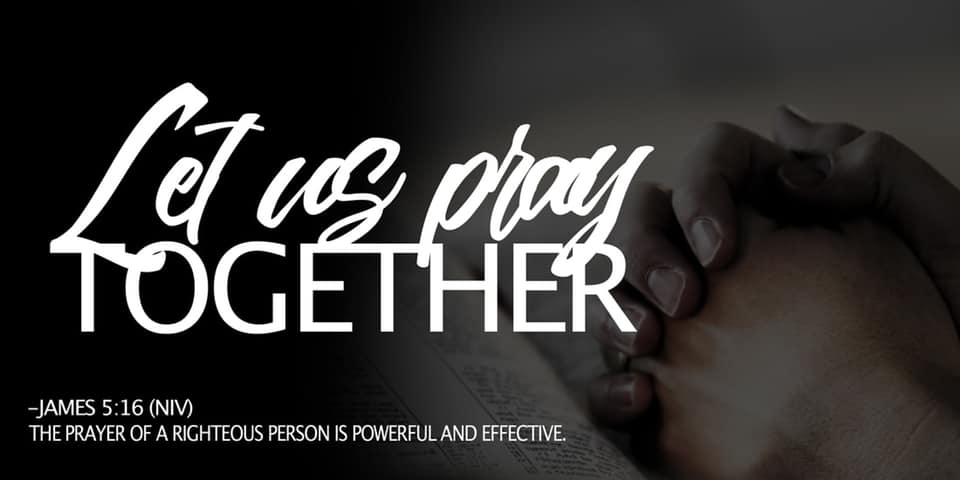 Let us pray
TOGETHER
–JAMES 5:16 (NIV)
THE PRAYER OF A RIGHTEOUS PERSON IS POWERFUL AND EFFECTIVE.